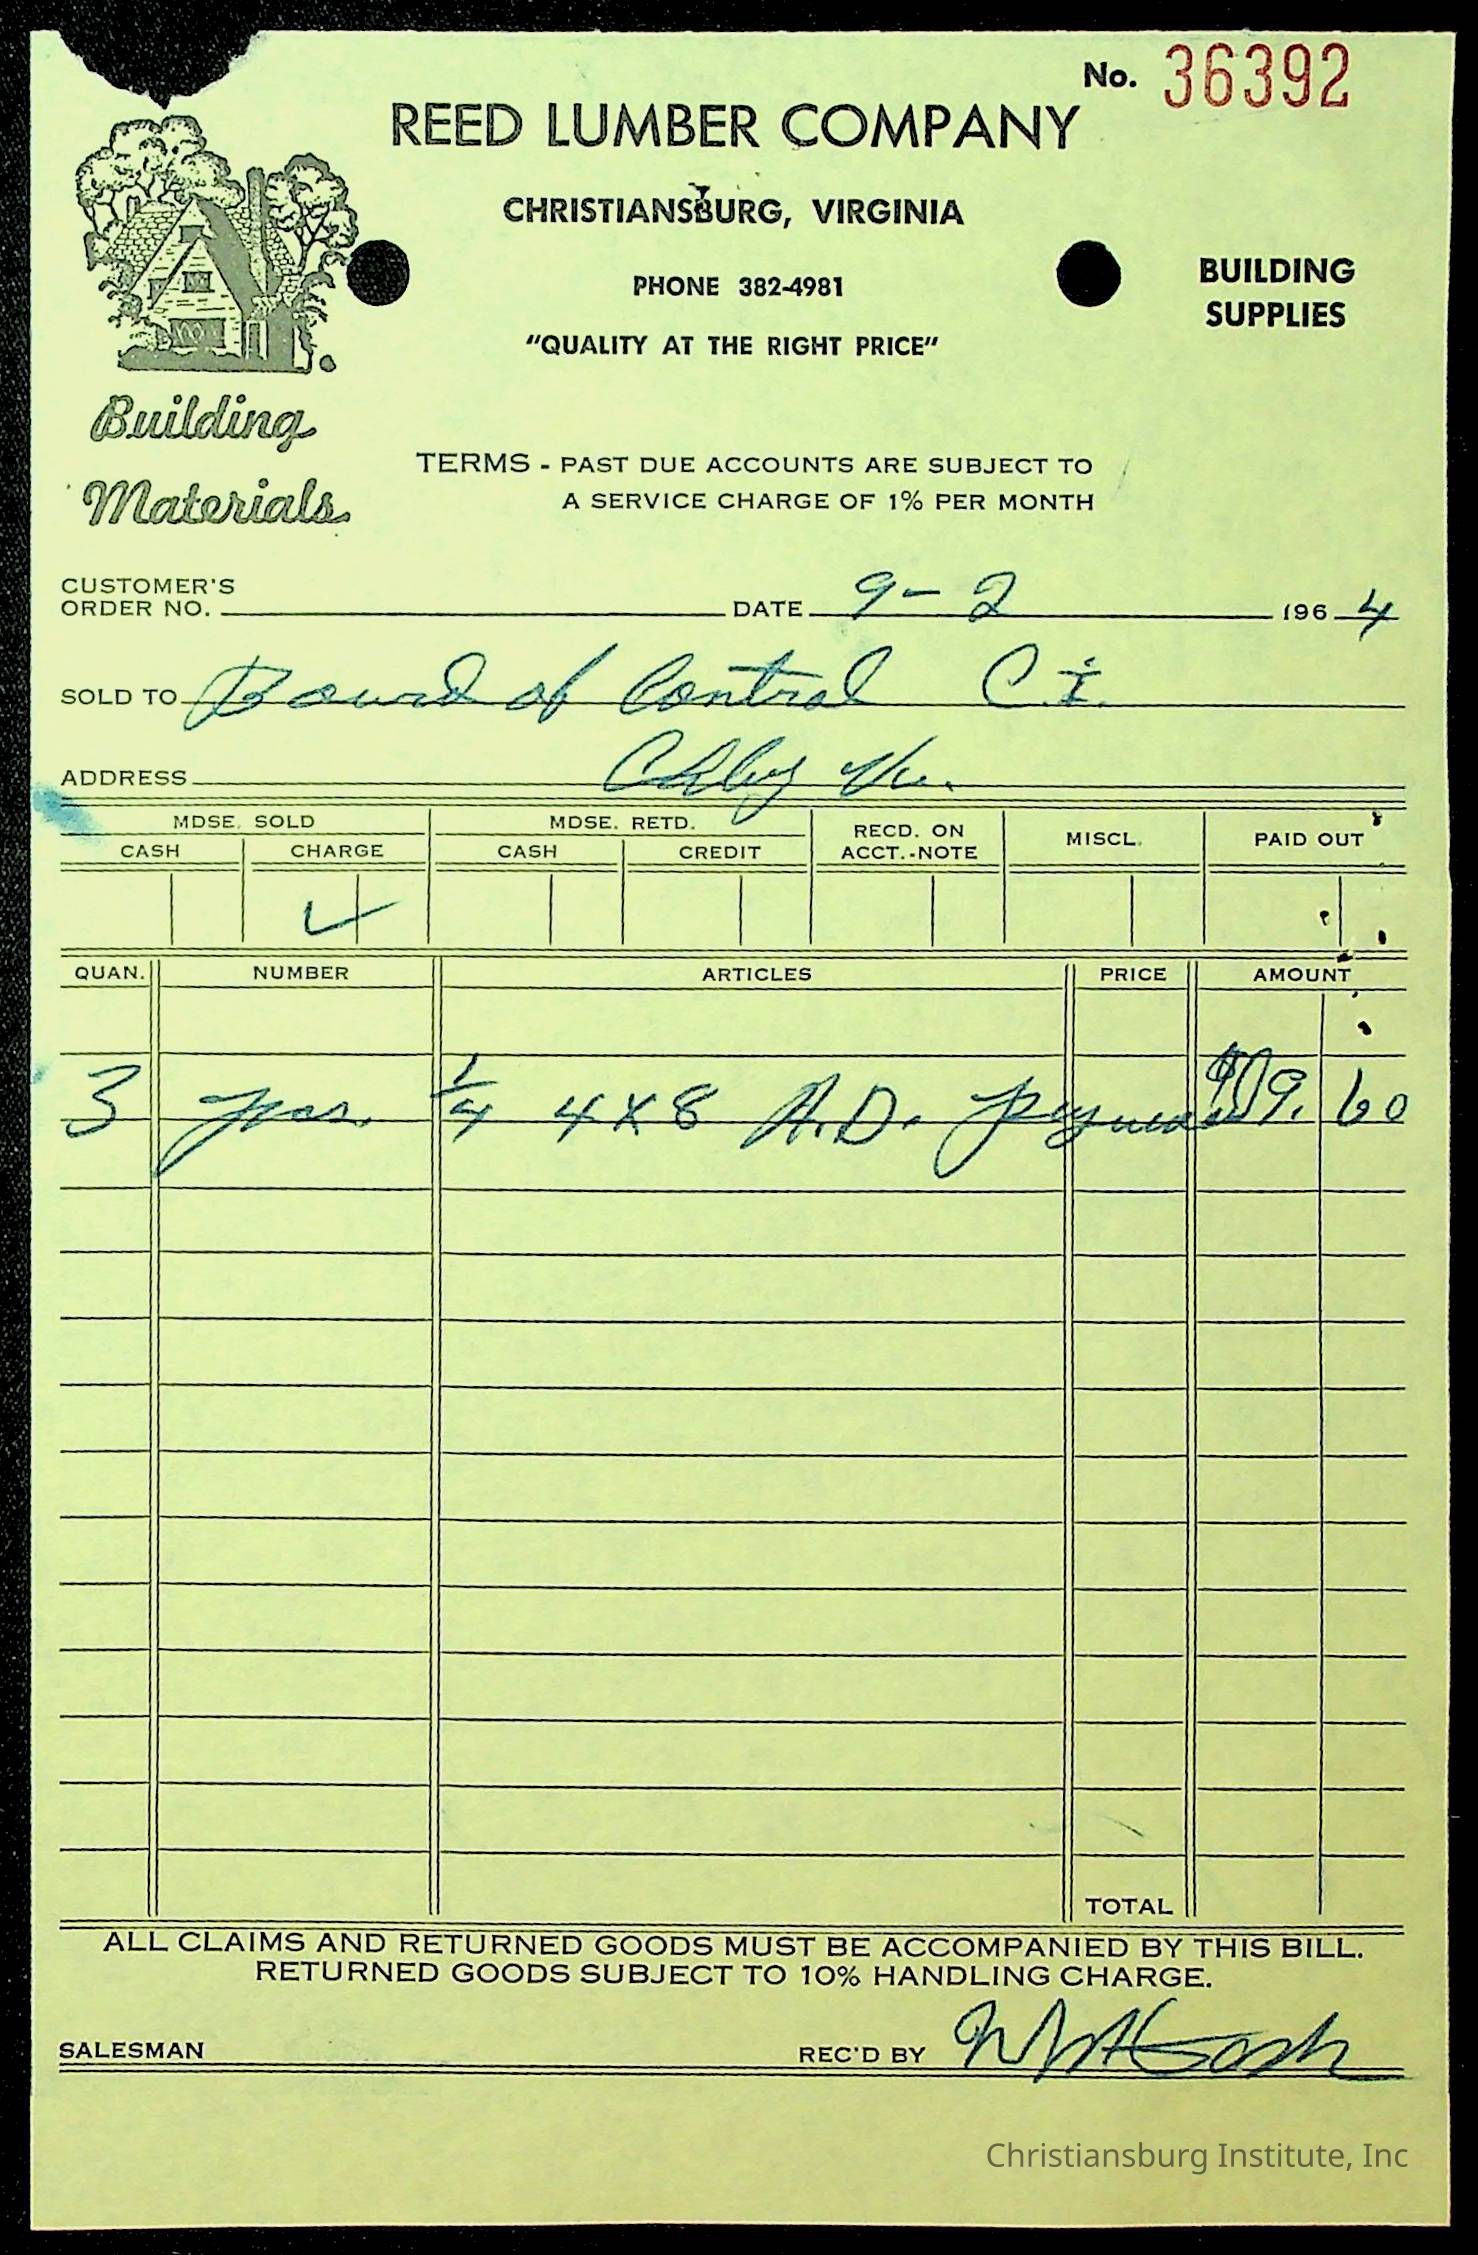 No. 36392
REED LUMBER COMPANY
CHRISTIANSBURG, VIRGINIA
PHONE 382-4981
"QUALITY AT THE RIGHT PRICE"
BUILDING
SUPPLIES
Building
Materials
TERMS - PAST DUE ACCOUNTS ARE SUBJECT TO
A SERVICE CHARGE OF 1% PER MONTH
CUSTOMER'S
ORDER NO. DATE 9-2 1964
SOLD TO Board of Control C.I.
ADDRESS Va.
MDSE. SOLD MDSE. RETD. RECD. ON ACCT.-NOTE MISCL. PAID OUT
CASH CHARGE CASH CREDIT
QUAN. NUMBER ARTICLES PRICE AMOUNT
3 pcs. 1/4 4X8 A.D. 60
TOTAL
ALL CLAIMS AND RETURNED GOODS MUST BE ACCOMPANIED BY THIS BILL.
RETURNED GOODS SUBJECT TO 10% HANDLING CHARGE.
SALESMAN REC'D BY
Christiansburg Institute, Inc